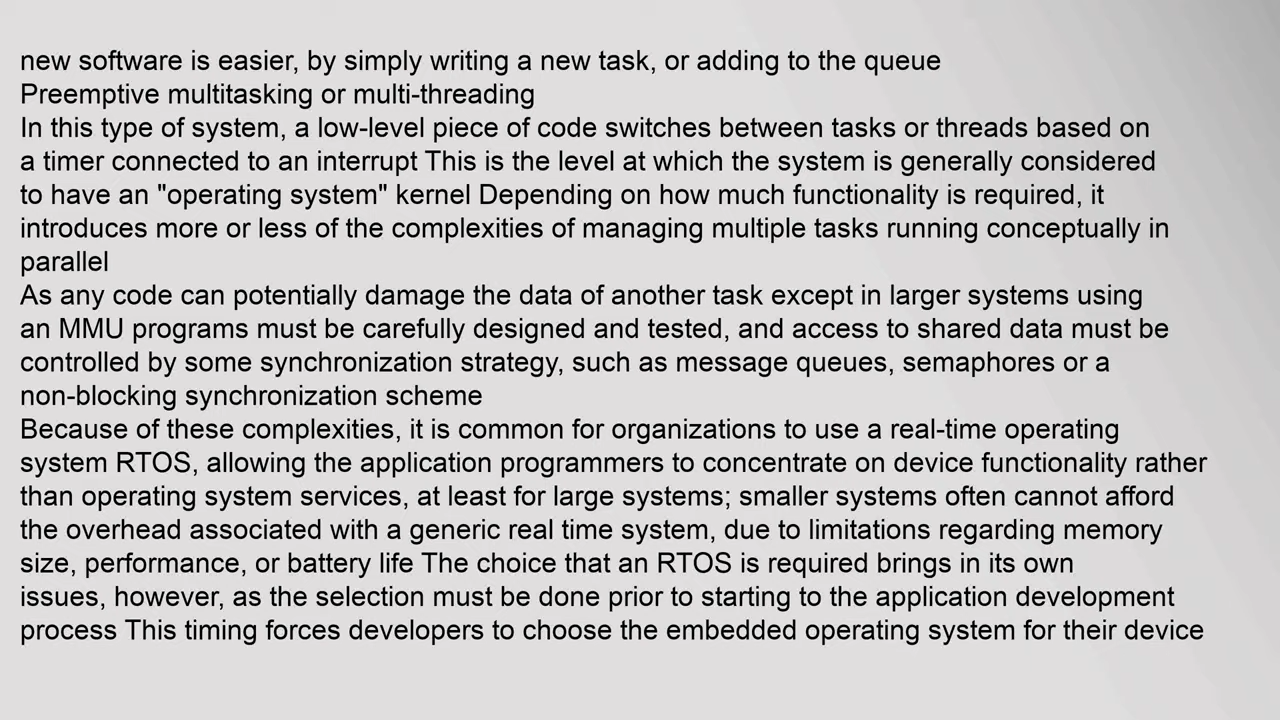 new software is easier, by simply writing a new task, or adding to the queue
Preemptive multitasking or multi-threading
In this type of system, a low-level piece of code switches between tasks or threads based on
a timer connected to an interrupt This is the level at which the system is generally considered
to have an "operating system" kernel Depending on how much functionality is required, it
introduces more or less of the complexities of managing multiple tasks running conceptually in
parallel
As any code can potentially damage the data of another task except in larger systems using
an MMU programs must be carefully designed and tested, and access to shared data must be
controlled by some synchronization strategy, such as message queues, semaphores or a
non-blocking synchronization scheme
Because of these complexities, it is common for organizations to use a real-time operating
system RTOS, allowing the application programmers to concentrate on device functionality rather
than operating system services, at least for large systems; smaller systems often cannot afford
the overhead associated with a generic real time system, due to limitations regarding memory
size, performance, or battery life The choice that an RTOS is required brings in its own
issues, however, as the selection must be done prior to starting to the application development
process This timing forces developers to choose the embedded operating system for their device